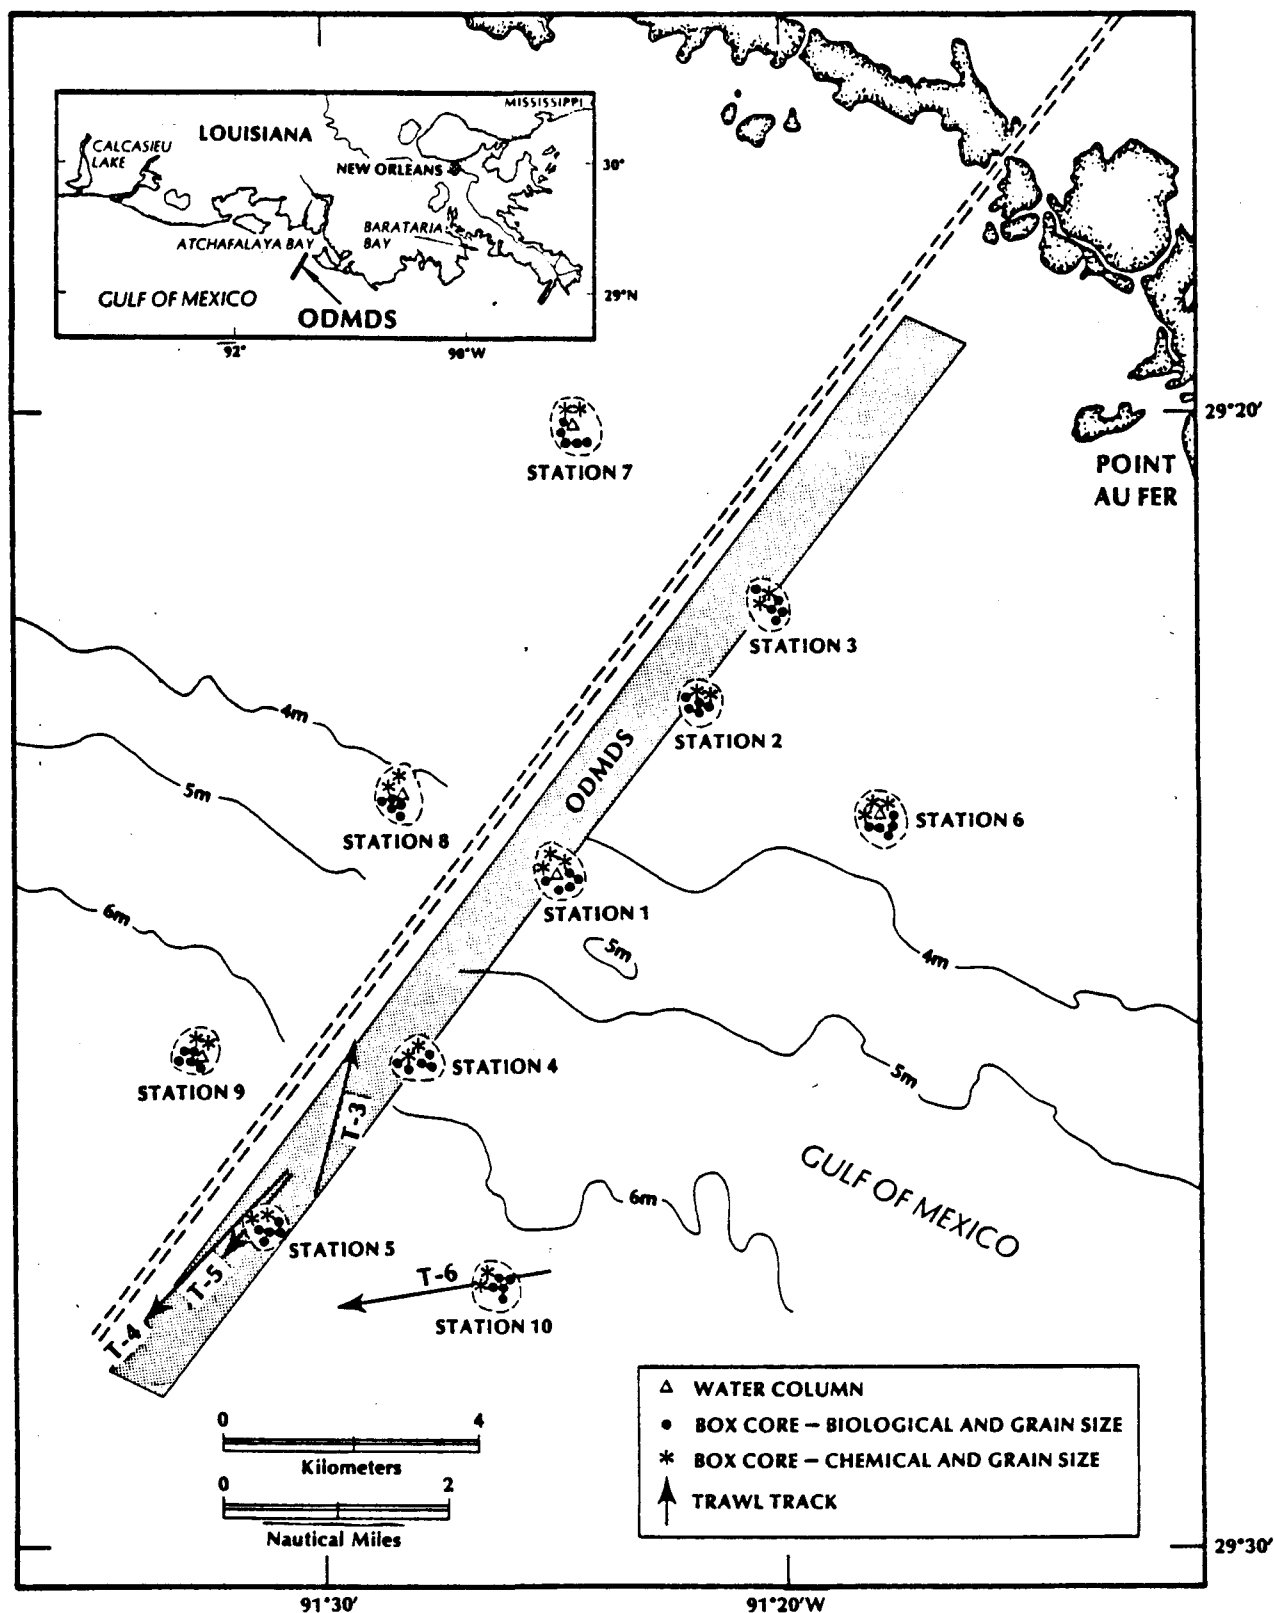 MISSISSIPPI
LOUISIANA
CALCASIEU
LAKE
30°
NEW ORLEANS
BARATARIA
BAY
ATCHAFALAYA BAY
GULF OF MEXICO
29°N
ODMDS
92°
90°W
29°20′
STATION 7
POINT
AU FER
STATION 3
4m
STATION 2
ODMDS
5m
STATION 8
STATION 6
STATION 1
6m
5m
4m
STATION 9
STATION 4
5m
T-3
GULF OF MEXICO
6m
STATION 5
T-5
T-6
T-4
STATION 10
0 4
Kilometers
0 2
Nautical Miles
WATER COLUMN
BOX CORE – BIOLOGICAL AND GRAIN SIZE
BOX CORE – CHEMICAL AND GRAIN SIZE
TRAWL TRACK
29°30′
91°30′
91°20′W